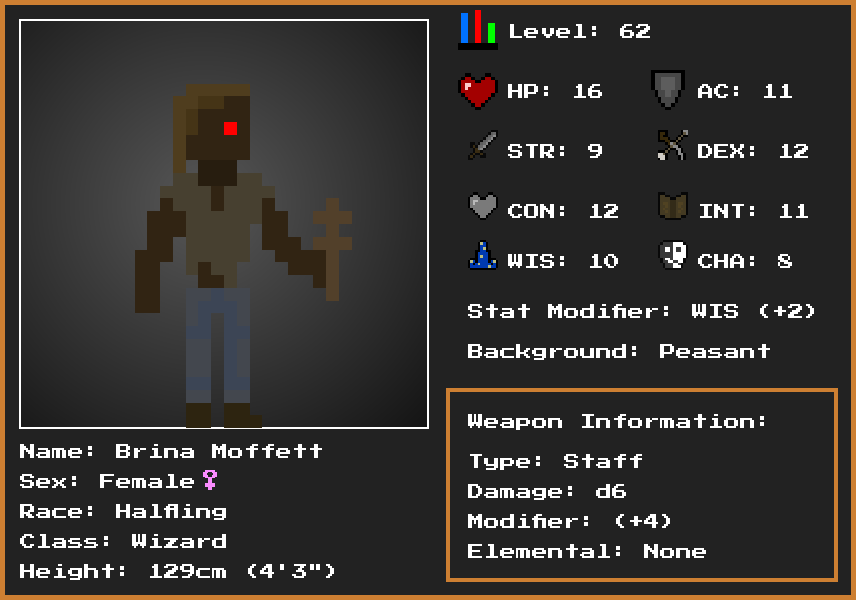 Level: 62
HP: 16 AC: 11
STR: 9 DEX: 12
CON: 12 INT: 11
WIS: 10 CHA: 8
Stat Modifier: WIS (+2)
Background: Peasant
Weapon Information:
Type: Staff
Damage: d6
Modifier: (+4)
Elemental: None
Name: Brina Moffett
Sex: Female♀
Race: Halfling
Class: Wizard
Height: 129cm (4'3")